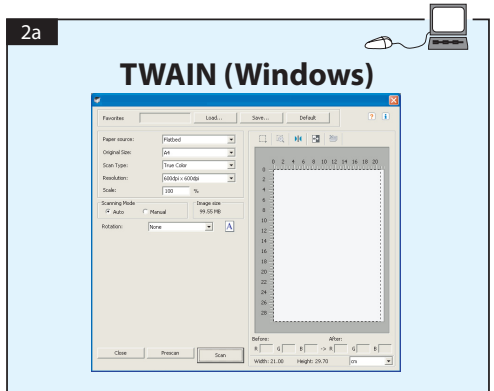 2a
TWAIN (Windows)
Favorites Load... Save... Default ? i
Paper source: Flatbed
Original Size: A4
Scan Type: True Color
Resolution: 600dpi x 600dpi
Scale: 100 %
Scanning Mode
Auto Manual
Image size
99.55 MB
Rotation: None A
0 2 4 6 8 10 12 14 16 18 20
0
2
4
6
8
10
12
14
16
18
20
22
24
26
28
Before: After:
R G B -> R G B
Width: 21.00 Height: 29.70 cm
Close Prescan Scan